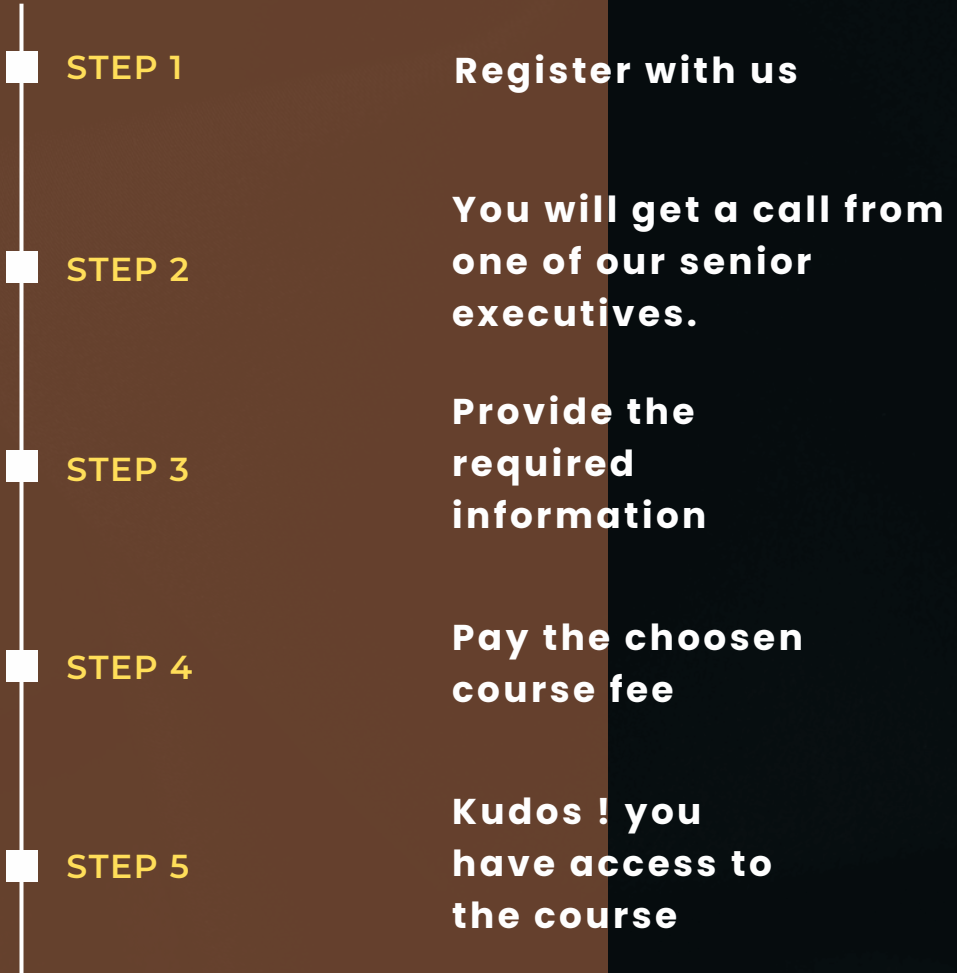 STEP 1
Register with us
STEP 2
You will get a call from
one of our senior
executives.
STEP 3
Provide the
required
information
STEP 4
Pay the choosen
course fee
STEP 5
Kudos ! you
have access to
the course